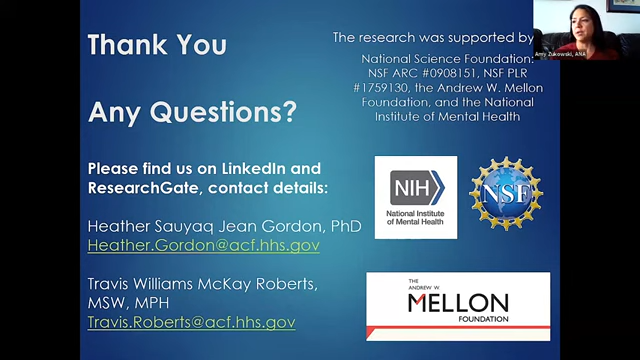 Thank You
Any Questions?
Please find us on LinkedIn and
ResearchGate, contact details:
Heather Sauyaq Jean Gordon, PhD
Heather.Gordon@acf.hhs.gov
Travis Williams McKay Roberts,
MSW, MPH
Travis.Roberts@acf.hhs.gov
The research was supported by
National Science Foundation:
NSF ARC #0908151, NSF PLR
#1759130, the Andrew W. Mellon
Foundation, and the National
Institute of Mental Health
NIH
National Institute
of Mental Health
NSF
THE
ANDREW W
MELLON
FOUNDATION
Amy Zukowski, ANA